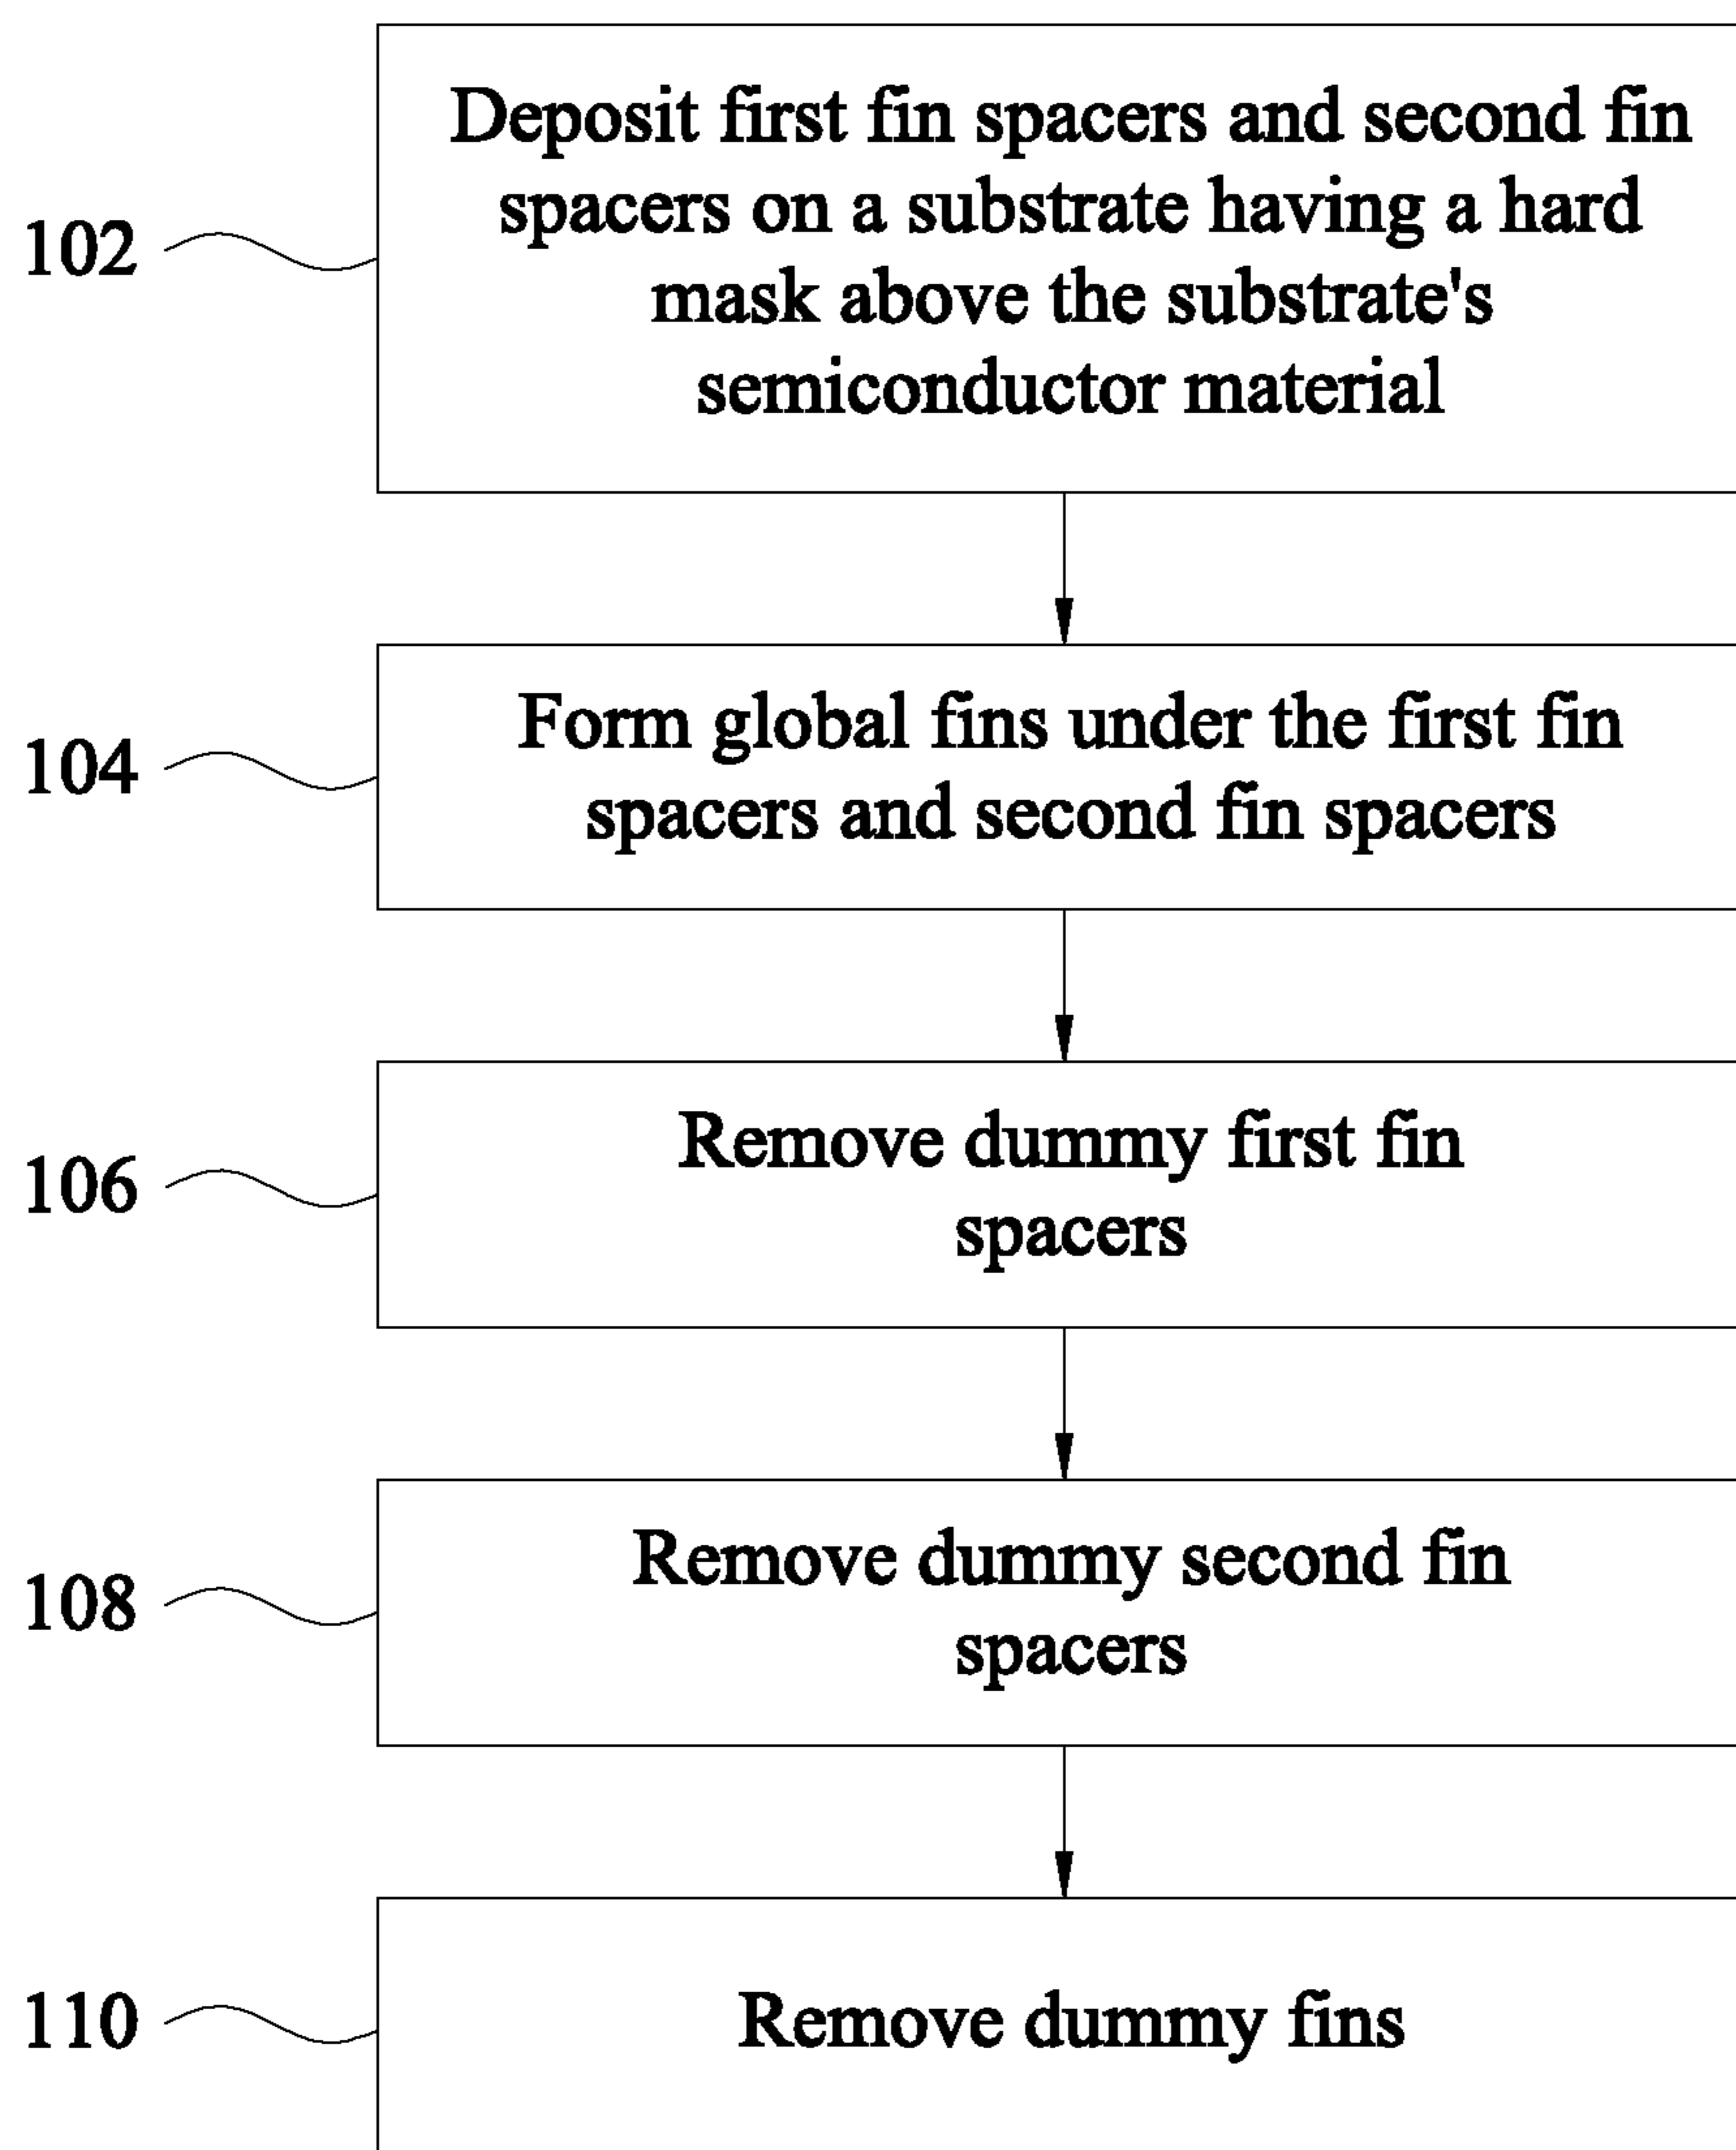 102
Deposit first fin spacers and second fin
spacers on a substrate having a hard
mask above the substrate's
semiconductor material
104
Form global fins under the first fin
spacers and second fin spacers
106
Remove dummy first fin
spacers
108
Remove dummy second fin
spacers
110
Remove dummy fins